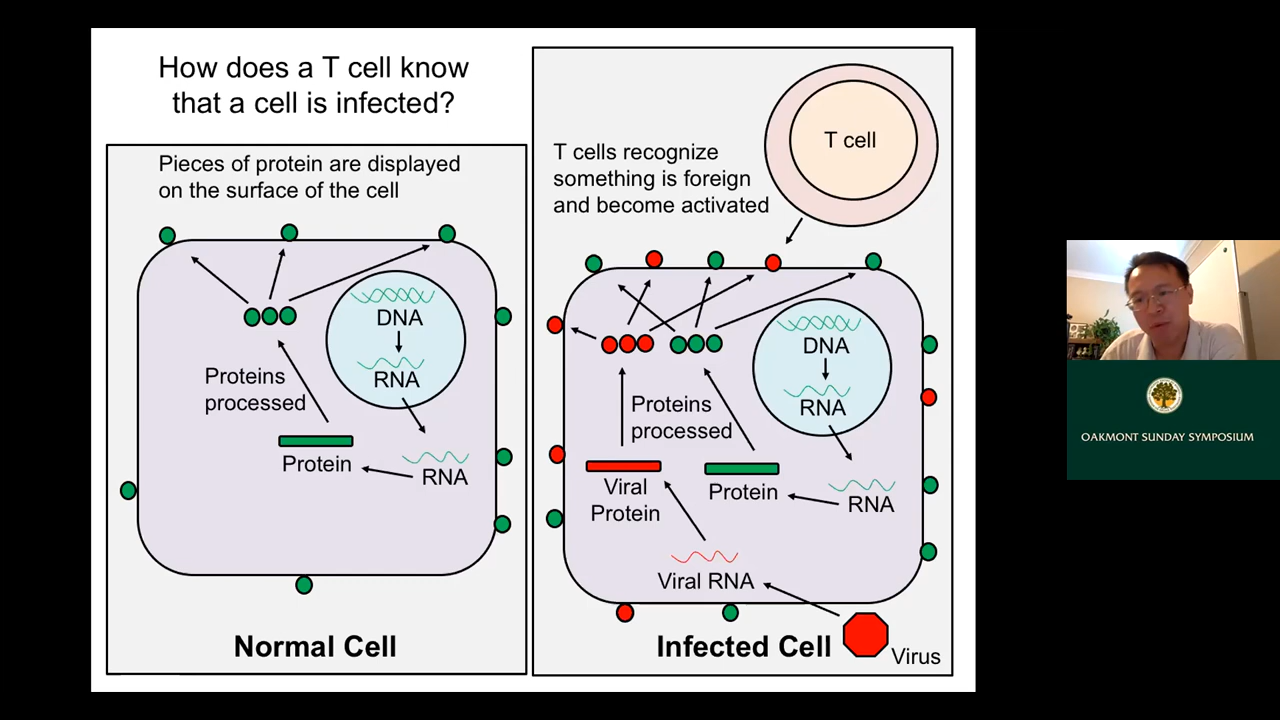 How does a T cell know
that a cell is infected?
Pieces of protein are displayed
on the surface of the cell
DNA
RNA
Proteins
processed
Protein
RNA
Normal Cell
T cell
T cells recognize
something is foreign
and become activated
DNA
RNA
Proteins
processed
Viral
Protein
Protein
RNA
Viral RNA
Infected Cell
Virus
OAKMONT SUNDAY SYMPOSIUM